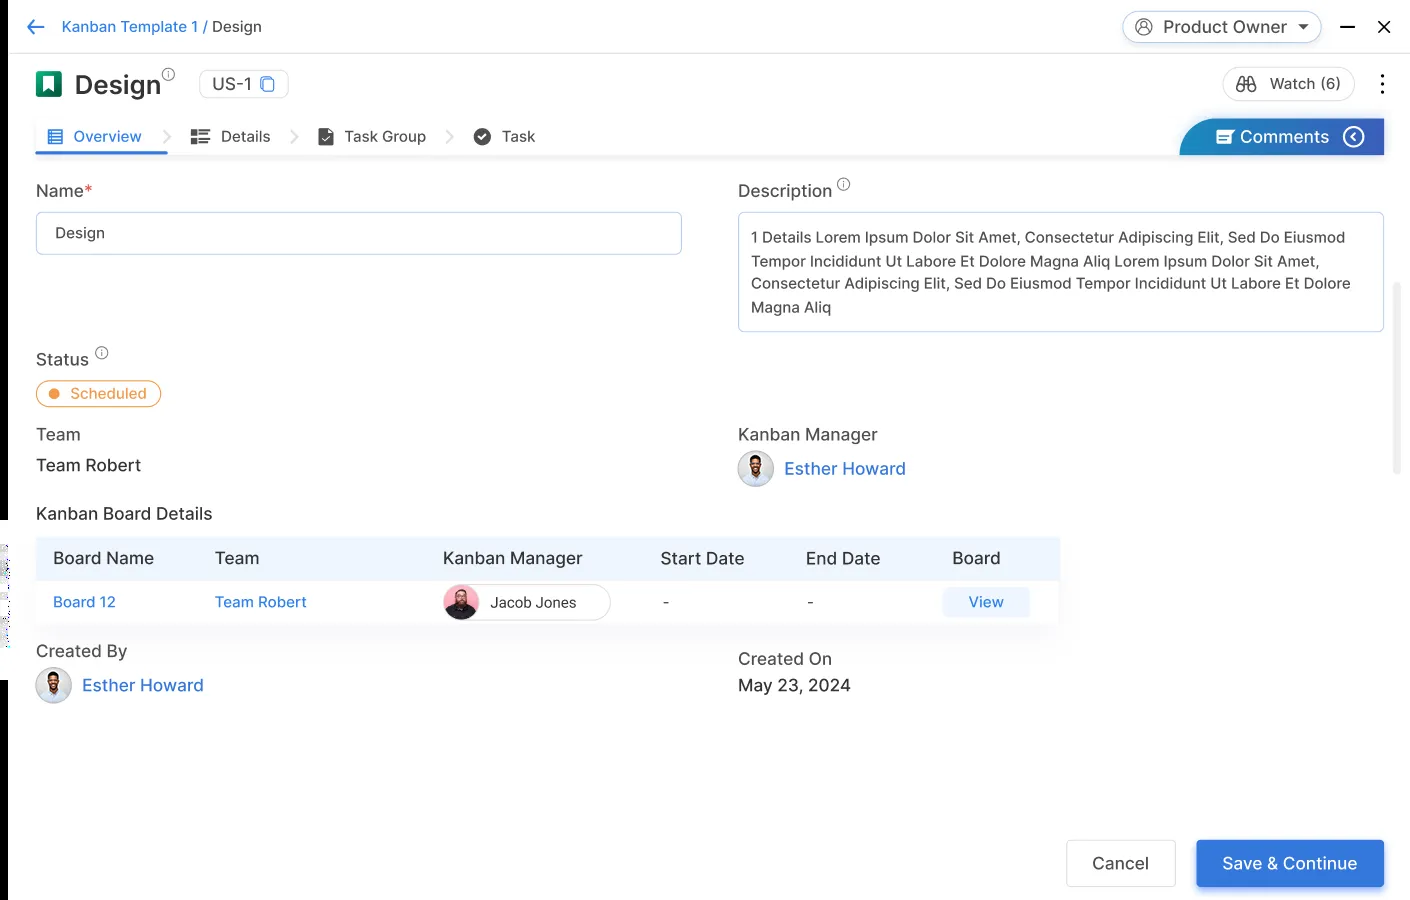 Kanban Template 1 / Design
Product Owner
Design
US-1
Watch (6)
Overview
Details
Task Group
Task
Comments
Name*
Design
Description
1 Details Lorem Ipsum Dolor Sit Amet, Consectetur Adipiscing Elit, Sed Do Eiusmod
Tempor Incididunt Ut Labore Et Dolore Magna Aliq Lorem Ipsum Dolor Sit Amet,
Consectetur Adipiscing Elit, Sed Do Eiusmod Tempor Incididunt Ut Labore Et Dolore
Magna Aliq
Status
Scheduled
Team
Team Robert
Kanban Manager
Esther Howard
Kanban Board Details
Board Name Team Kanban Manager Start Date End Date Board
Board 12 Team Robert Jacob Jones - - View
Created By
Esther Howard
Created On
May 23, 2024
Cancel
Save & Continue